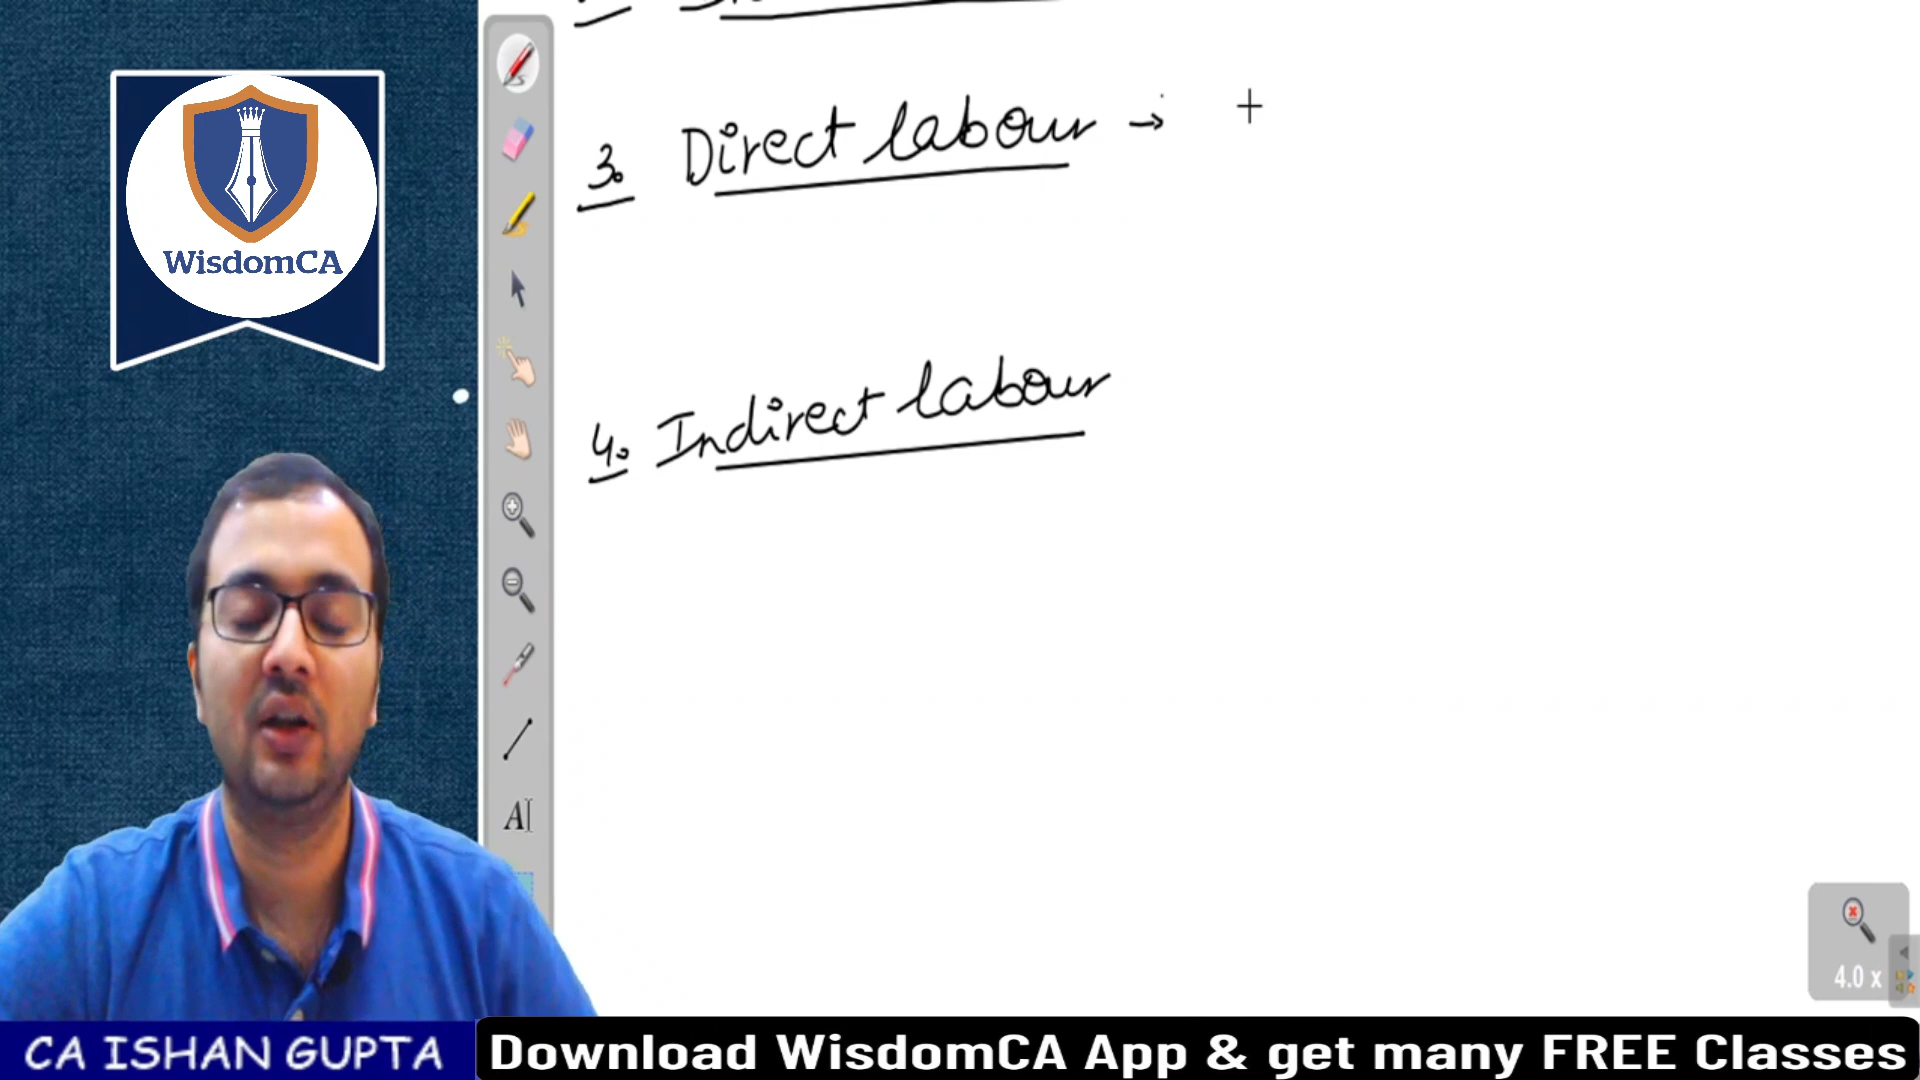 WisdomCA
3. Direct labour →
4. Indirect labour
AI
4.0 x
CA ISHAN GUPTA
Download WisdomCA App & get many FREE Classes